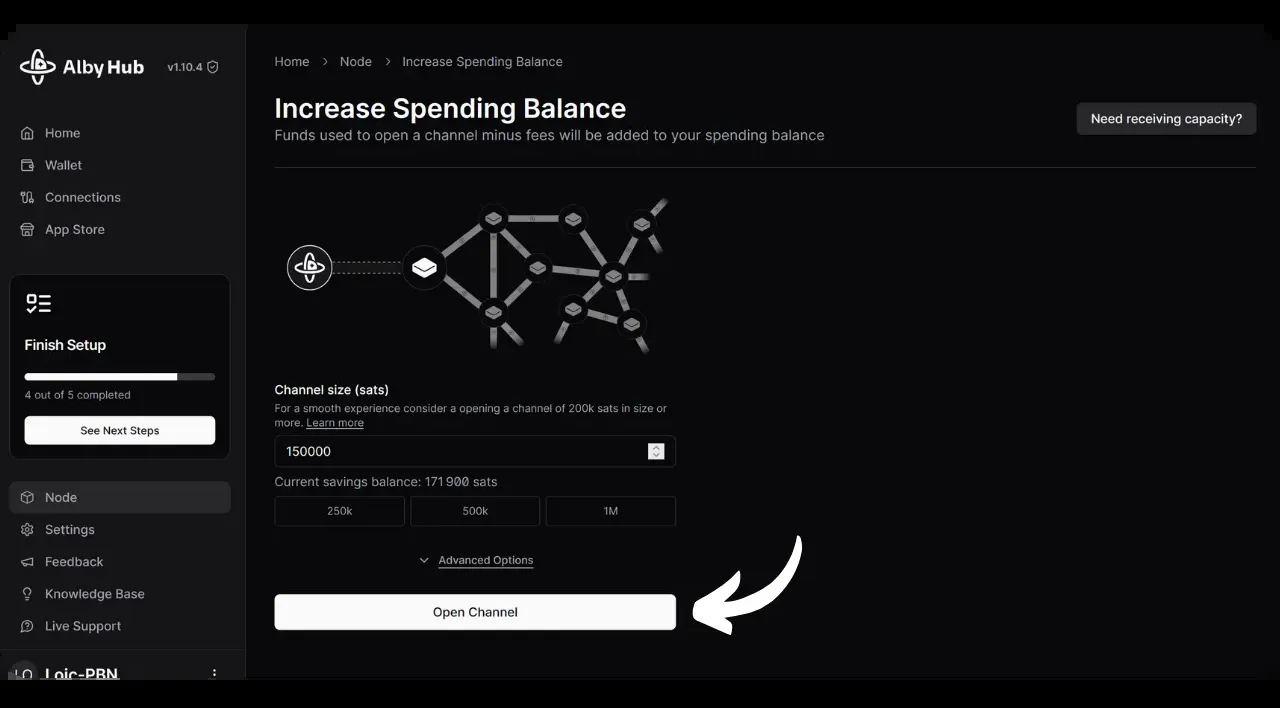 Alby Hub v1.10.4
Home
Wallet
Connections
App Store
Finish Setup
4 out of 5 completed
See Next Steps
Node
Settings
Feedback
Knowledge Base
Live Support
Loic-PBN
Home > Node > Increase Spending Balance
Increase Spending Balance
Funds used to open a channel minus fees will be added to your spending balance
Need receiving capacity?
Channel size (sats)
For a smooth experience consider a opening a channel of 200k sats in size or
more. Learn more
150000
Current savings balance: 171 900 sats
250k 500k 1M
Advanced Options
Open Channel